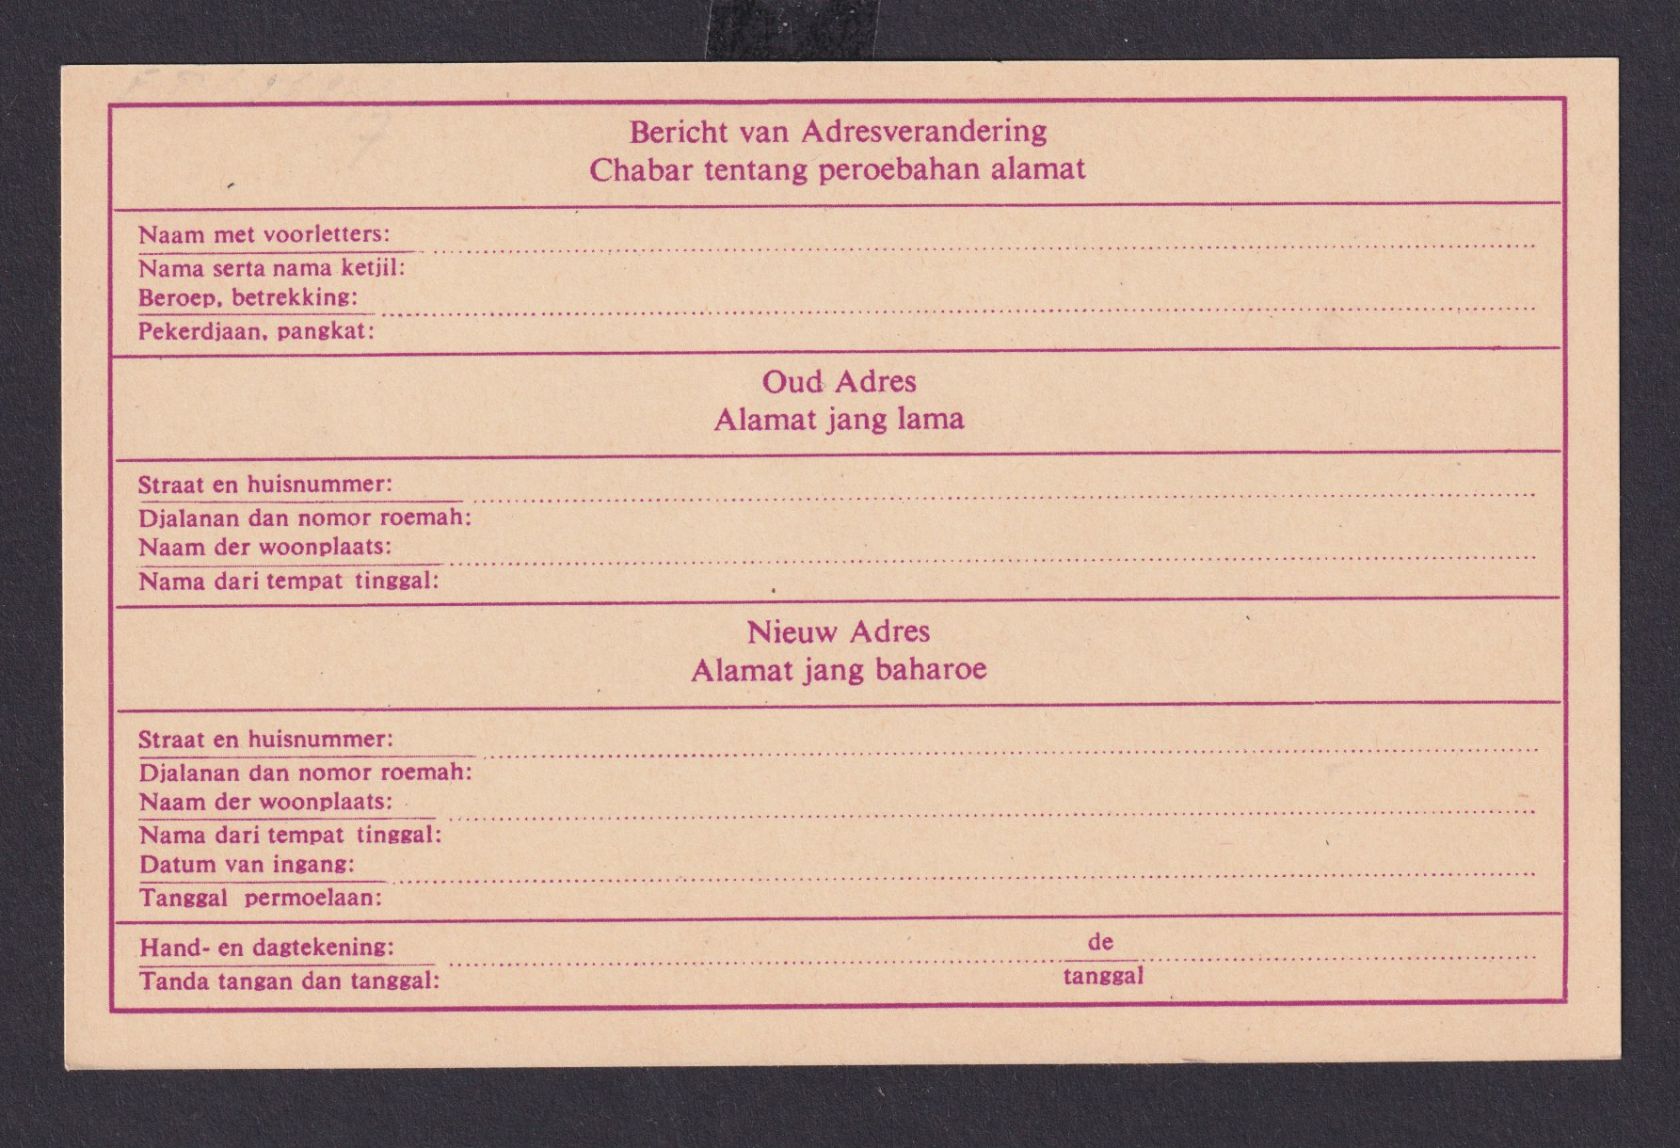 Bericht van Adresverandering
Chabar tentang peroebahan alamat
Naam met voorletters:
Nama serta nama ketjil:
Beroep, betrekking:
Pekerdjaan, pangkat:
Oud Adres
Alamat jang lama
Straat en huisnummer:
Djalanan dan nomor roemah:
Naam der woonplaats:
Nama dari tempat tinggal:
Nieuw Adres
Alamat jang baharoe
Straat en huisnummer:
Djalanan dan nomor roemah:
Naam der woonplaats:
Nama dari tempat tinggal:
Datum van ingang:
Tanggal permoelaan:
Hand- en dagtekening: de
Tanda tangan dan tanggal: tanggal